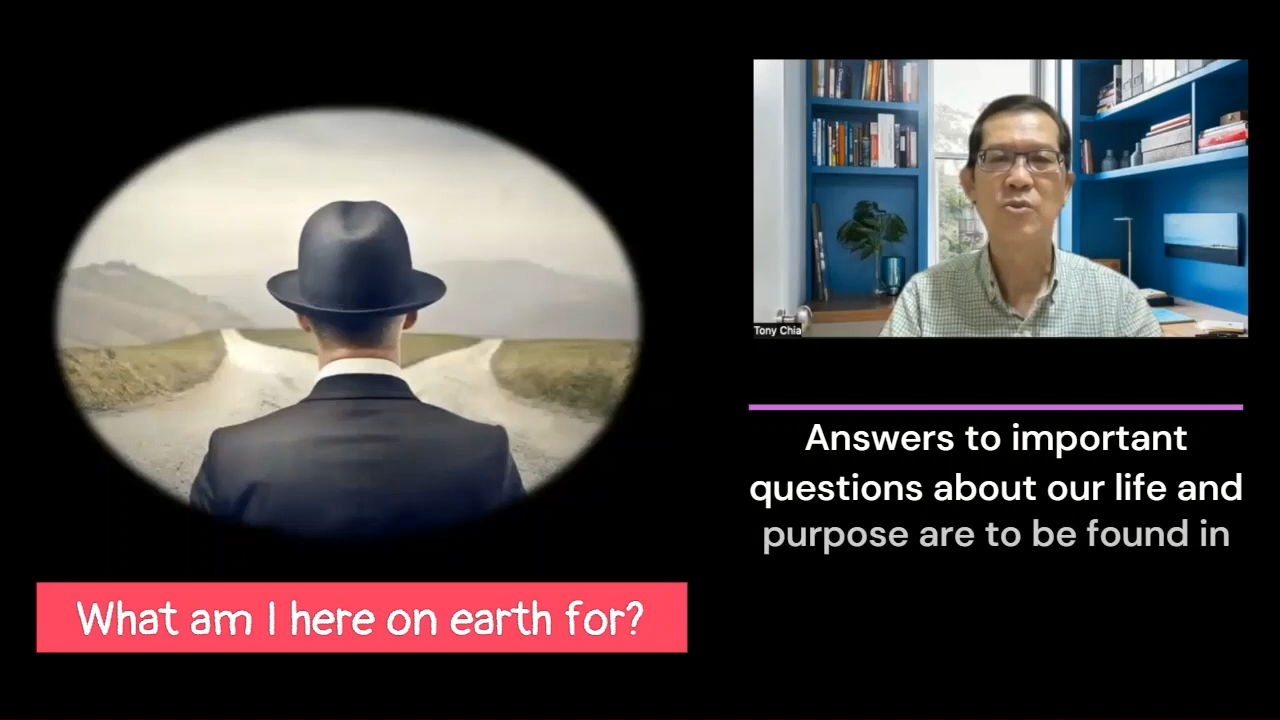 Tony Chia
Answers to important
questions about our life and
purpose are to be found in
What am I here on earth for?